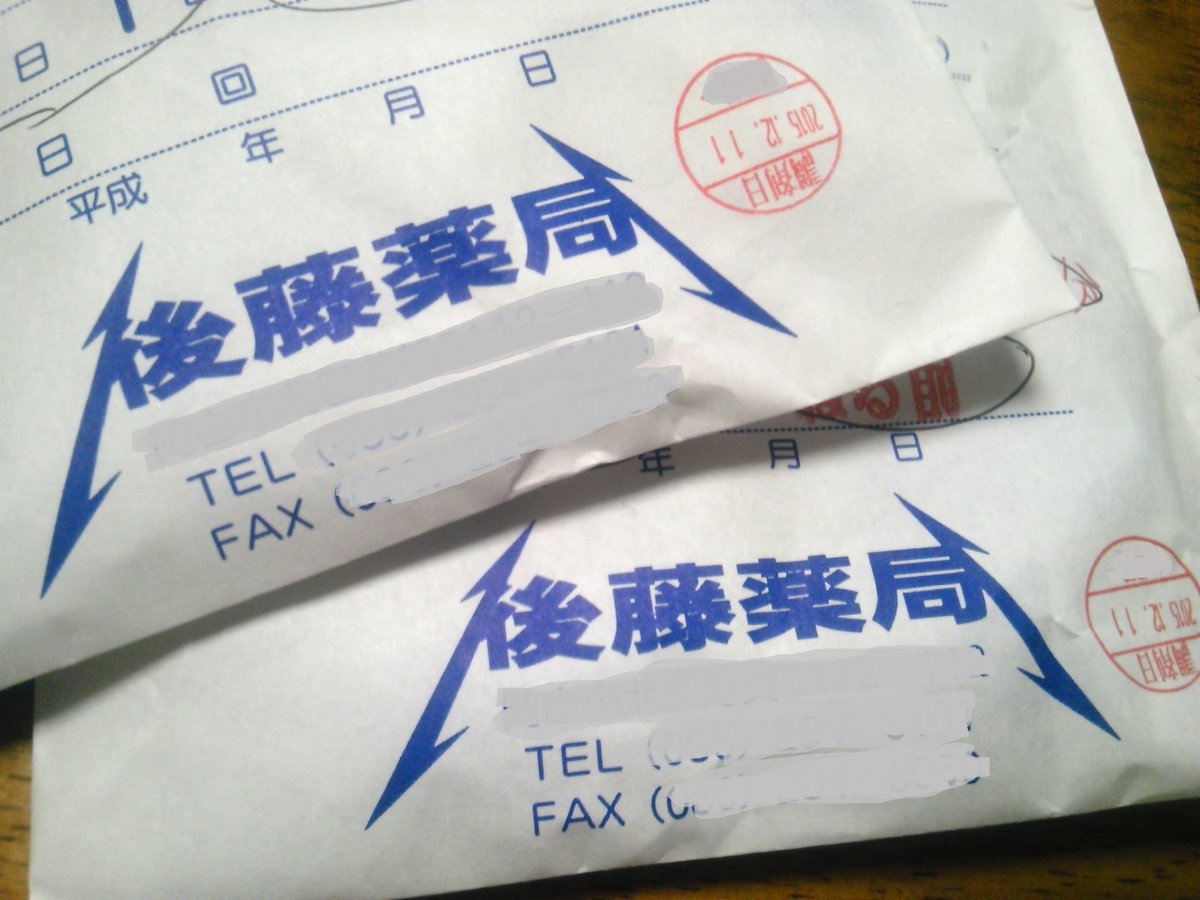 日
回
日
日 年 月
平成
2015.12.11
調剤日
後藤薬局
TEL (
FAX (
る
年 月 日
後藤薬局
TEL (
FAX (
2015.12.11
調剤日